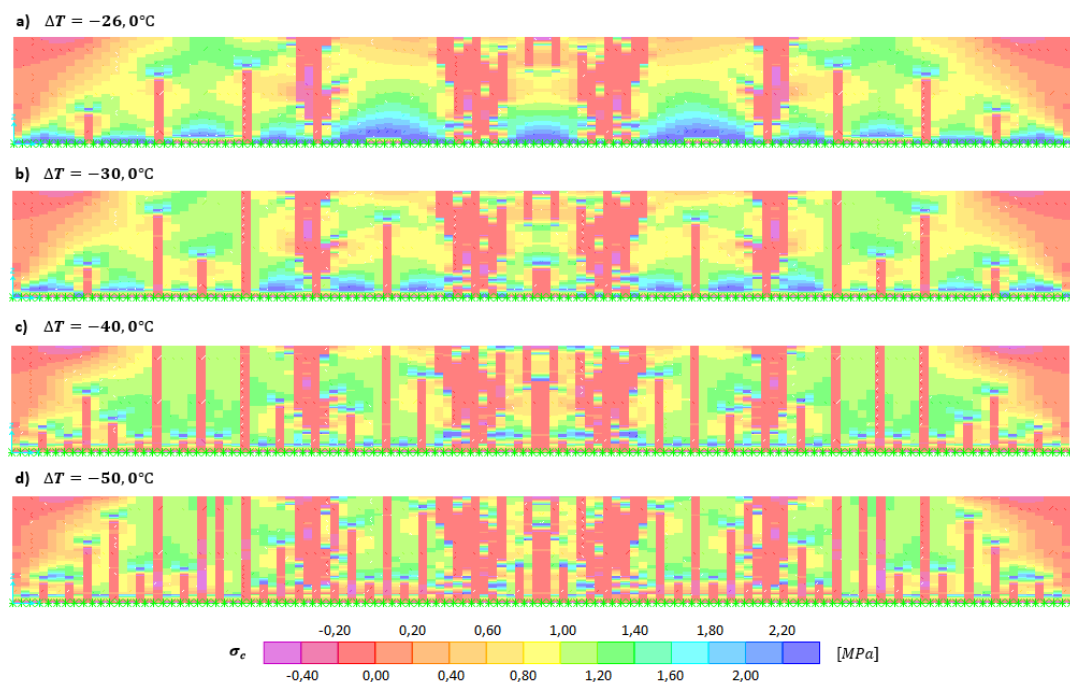 a) ΔT = −26,0°C
b) ΔT = −30,0°C
c) ΔT = −40,0°C
d) ΔT = −50,0°C
-0,20 0,20 0,60 1,00 1,40 1,80 2,20
σc [MPa]
-0,40 0,00 0,40 0,80 1,20 1,60 2,00